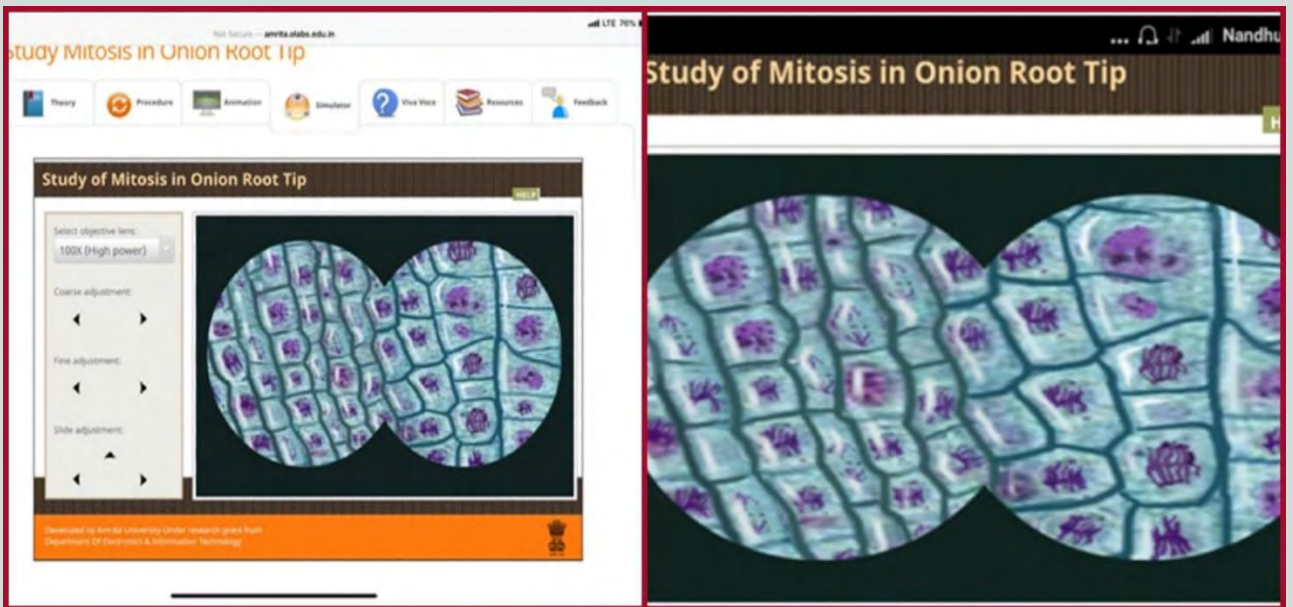 LTE 76%
Not Secure — amrita.olabs.edu.in
Study Mitosis in Onion Root Tip
Theory
Procedure
Animation
Simulator
Viva Voce
Resources
Feedback
Study of Mitosis in Onion Root Tip
HELP
Select objective lens:
100X (High power)
Coarse adjustment:
Fine adjustment:
Slide adjustment:
Developed by Amrita University Under research grant from
Department Of Electronics & Information Technology
... Nandhu
Study of Mitosis in Onion Root Tip
H